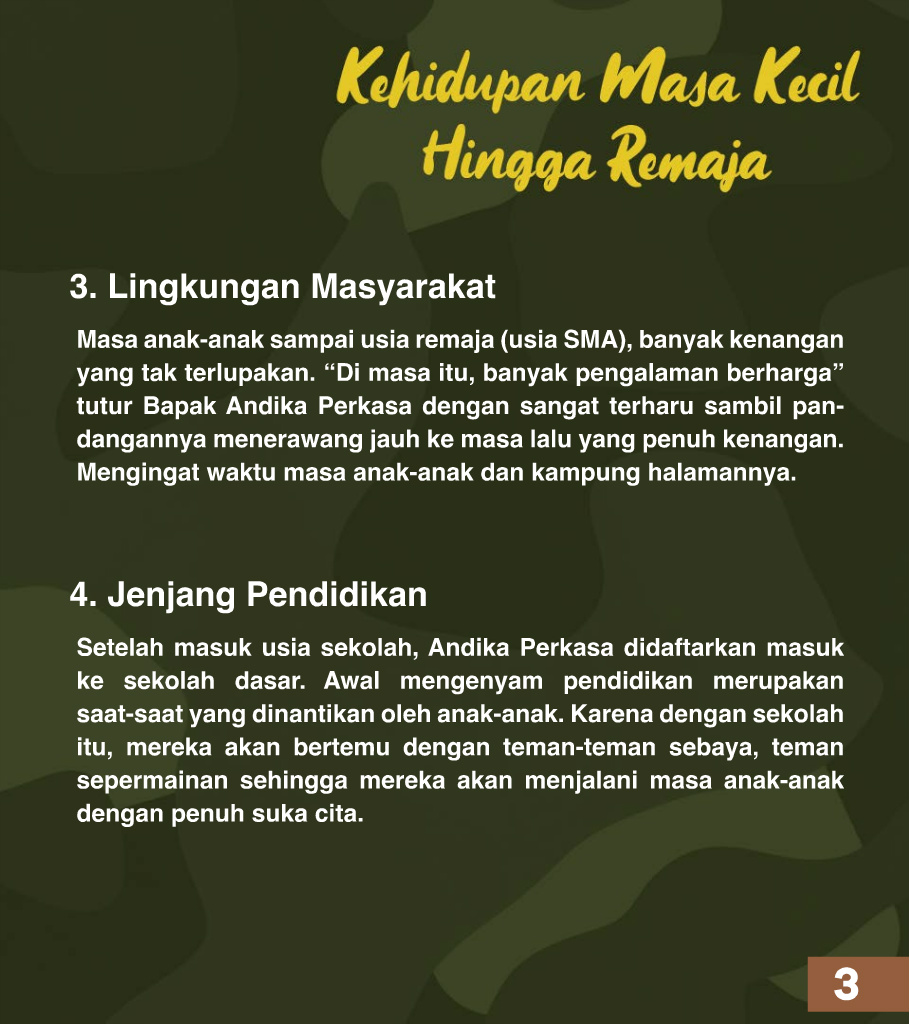 Kehidupan Masa Kecil
Hingga Remaja
3. Lingkungan Masyarakat
Masa anak-anak sampai usia remaja (usia SMA), banyak kenangan
yang tak terlupakan. “Di masa itu, banyak pengalaman berharga”
tutur Bapak Andika Perkasa dengan sangat terharu sambil pan-
dangannya menerawang jauh ke masa lalu yang penuh kenangan.
Mengingat waktu masa anak-anak dan kampung halamannya.
4. Jenjang Pendidikan
Setelah masuk usia sekolah, Andika Perkasa didaftarkan masuk
ke sekolah dasar. Awal mengenyam pendidikan merupakan
saat-saat yang dinantikan oleh anak-anak. Karena dengan sekolah
itu, mereka akan bertemu dengan teman-teman sebaya, teman
sepermainan sehingga mereka akan menjalani masa anak-anak
dengan penuh suka cita.
3